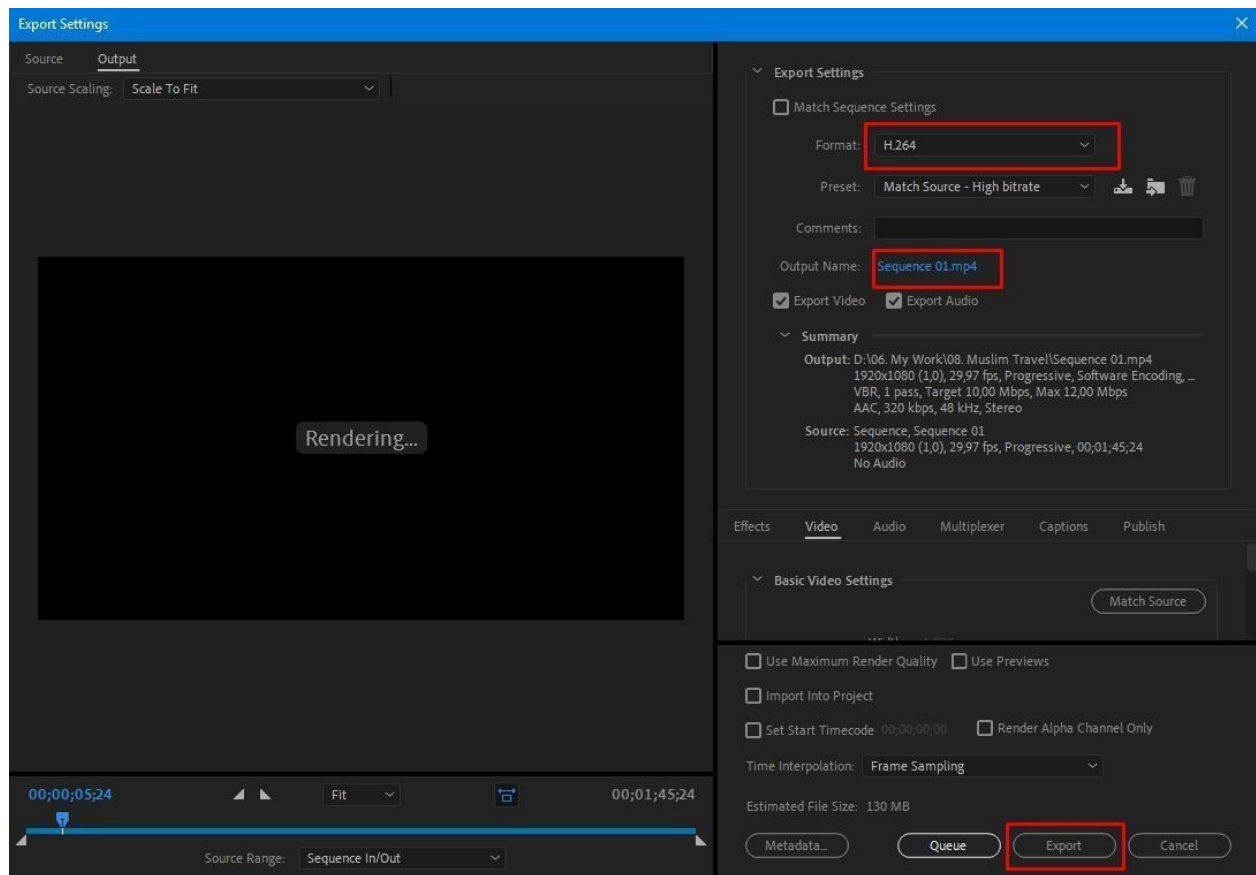 Export Settings
Source Output
Source Scaling: Scale To Fit
Rendering...
00;00;05;24 Fit 00;01;45;24
Source Range: Sequence In/Out
Export Settings
Match Sequence Settings
Format: H.264
Preset: Match Source - High bitrate
Comments:
Output Name: Sequence 01.mp4
Export Video Export Audio
Summary
Output: D:\06. My Work\08. Muslim Travel\Sequence 01.mp4
1920x1080 (1,0), 29,97 fps, Progressive, Software Encoding, ...
VBR, 1 pass, Target 10,00 Mbps, Max 12,00 Mbps
AAC, 320 kbps, 48 kHz, Stereo
Source: Sequence, Sequence 01
1920x1080 (1,0), 29,97 fps, Progressive, 00;01;45;24
No Audio
Effects Video Audio Multiplexer Captions Publish
Basic Video Settings
Match Source
Use Maximum Render Quality Use Previews
Import Into Project
Set Start Timecode 00;00;00;00 Render Alpha Channel Only
Time Interpolation: Frame Sampling
Estimated File Size: 130 MB
Metadata... Queue Export Cancel